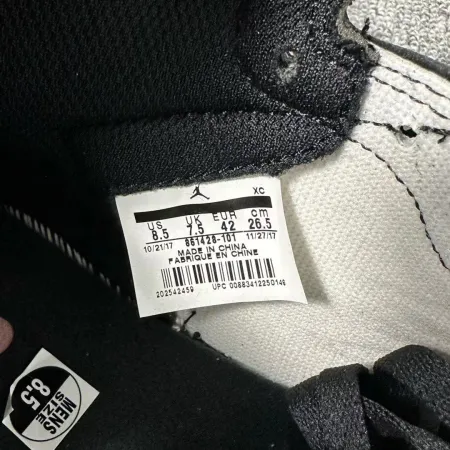 XC
US UK EUR cm
8.5 7.5 42 26.5
10/21/17 861428-101 11/27/17
MADE IN CHINA
FABRIQUE EN CHINE
202542459 UPC 00883412250148
MENS
SIZE
8.5